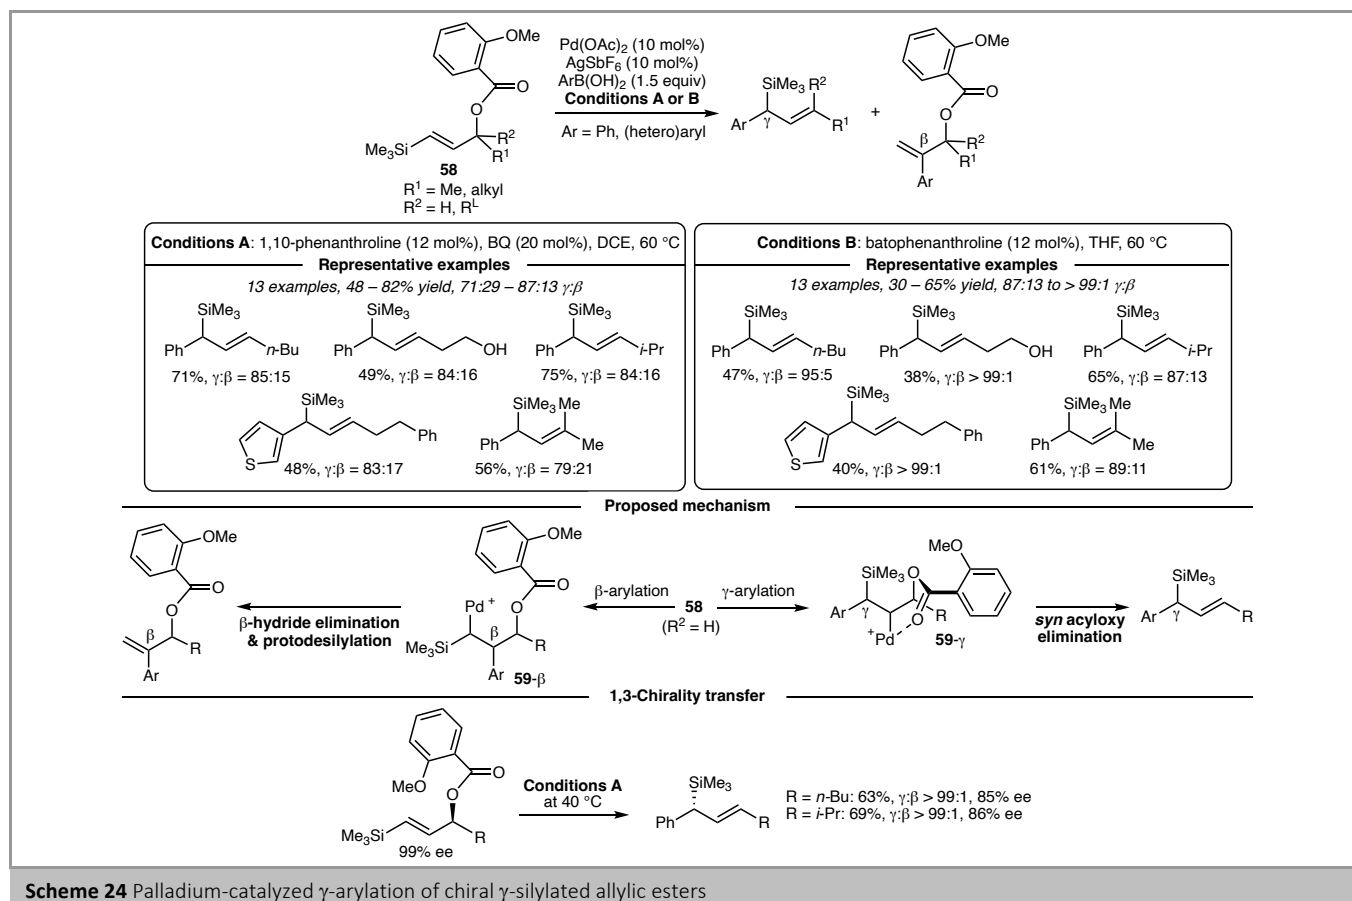 OMe
O
O
Me3Si
R2
R1
58
R1 = Me, alkyl
R2 = H, RL
Pd(OAc)2 (10 mol%)
AgSbF6 (10 mol%)
ArB(OH)2 (1.5 equiv)
Conditions A or B
Ar = Ph, (hetero)aryl
SiMe3 R2
Ar γ R1
+
OMe
O
O
β R2
R1
Ar
Conditions A: 1,10-phenanthroline (12 mol%), BQ (20 mol%), DCE, 60 °C
Representative examples
13 examples, 48 – 82% yield, 71:29 – 87:13 γ:β
SiMe3
Ph n-Bu
71%, γ:β = 85:15
SiMe3
Ph OH
49%, γ:β = 84:16
SiMe3
Ph i-Pr
75%, γ:β = 84:16
SiMe3
S Ph
48%, γ:β = 83:17
SiMe3 Me
Ph Me
56%, γ:β = 79:21
Conditions B: batophenanthroline (12 mol%), THF, 60 °C
Representative examples
13 examples, 30 – 65% yield, 87:13 to > 99:1 γ:β
SiMe3
Ph n-Bu
47%, γ:β = 95:5
SiMe3
Ph OH
38%, γ:β > 99:1
SiMe3
Ph i-Pr
65%, γ:β = 87:13
SiMe3
S Ph
40%, γ:β > 99:1
SiMe3 Me
Ph Me
61%, γ:β = 89:11
Proposed mechanism
OMe
O
O
β R
Ar
β-hydride elimination
& protodesilylation
OMe
O
O
Pd +
β
Me3Si R
Ar
59-β
β-arylation
58
(R2 = H)
γ-arylation
MeO
SiMe3 O
Ar γ R
O
+Pd
59-γ
syn acyloxy
elimination
SiMe3
Ar γ R
1,3-Chirality transfer
O
MeO O
Me3Si R
99% ee
Conditions A
at 40 °C
SiMe3
Ph R
R = n-Bu: 63%, γ:β > 99:1, 85% ee
R = i-Pr: 69%, γ:β > 99:1, 86% ee
Scheme 24 Palladium-catalyzed γ-arylation of chiral γ-silylated allylic esters